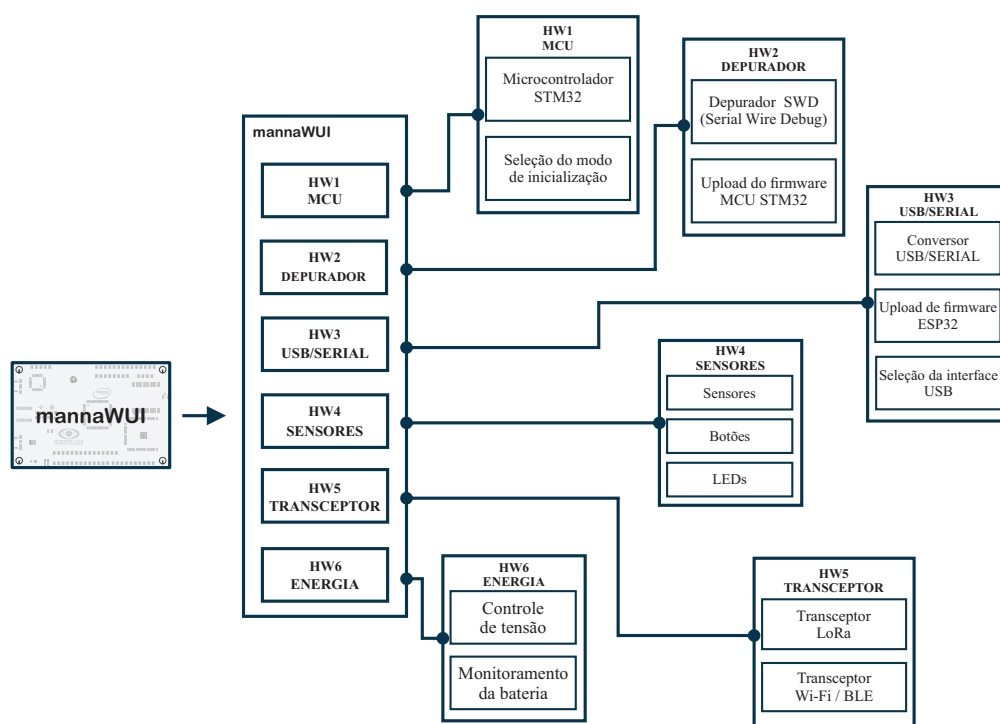 mannaWUI
mannaWUI
HW1
MCU
HW2
DEPURADOR
HW3
USB/SERIAL
HW4
SENSORES
HW5
TRANSCEPTOR
HW6
ENERGIA
HW1
MCU
Microcontrolador
STM32
Seleção do modo
de inicialização
HW2
DEPURADOR
Depurador SWD
(Serial Wire Debug)
Upload do firmware
MCU STM32
HW3
USB/SERIAL
Conversor
USB/SERIAL
Upload de firmware
ESP32
Seleção da interface
USB
HW4
SENSORES
Sensores
Botões
LEDs
HW5
TRANSCEPTOR
Transceptor
LoRa
Transceptor
Wi-Fi / BLE
HW6
ENERGIA
Controle
de tensão
Monitoramento
da bateria